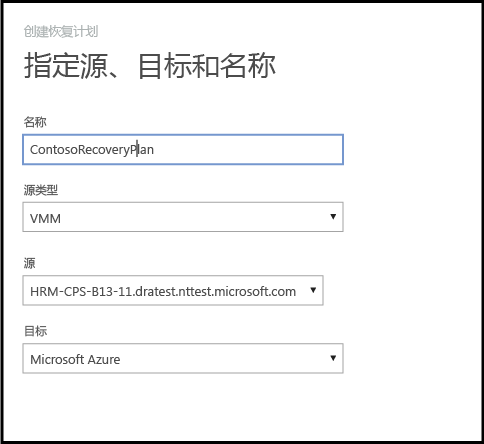 创建恢复计划
指定源、目标和名称
名称
ContosoRecoveryPlan
源类型
VMM
源
HRM-CPS-B13-11.dratest.nttest.microsoft.com
目标
Microsoft Azure